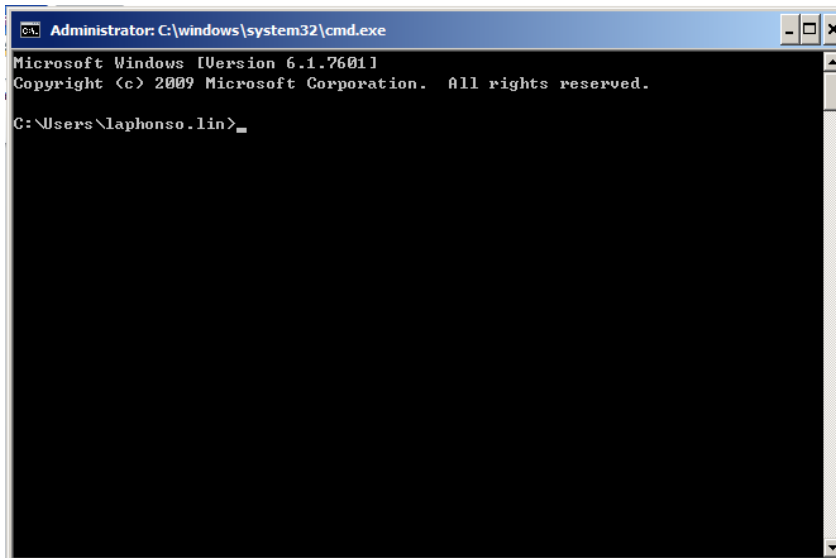 Administrator: C:\windows\system32\cmd.exe
Microsoft Windows [Version 6.1.7601]
Copyright (c) 2009 Microsoft Corporation.  All rights reserved.
C:\Users\laphonso.lin>_